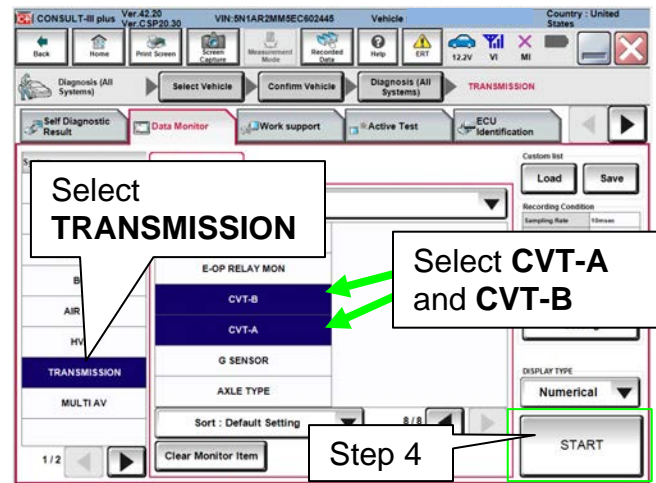 CONSULT-III plus Ver.42.20 VIN:5N1AR2MM5EC602445 Vehicle Country : United
Ver.CSP20.30 States
Back Home Print Screen Screen Capture Measurement Mode Recorded Data Help ERT 12.2V VI MI
Diagnosis (All Systems) Select Vehicle Confirm Vehicle Diagnosis (All Systems) TRANSMISSION
Self Diagnostic Result Data Monitor Work support Active Test ECU Identification
Custom list
Load Save
Recording Condition
Sampling Rate 10msec
Select
TRANSMISSION
E-OP RELAY MON
Select CVT-A
and CVT-B
CVT-B
AIR
CVT-A
HV
G SENSOR
TRANSMISSION
DISPLAY TYPE
AXLE TYPE
Numerical
MULTI AV
Sort : Default Setting 8/8
Step 4
START
1/2
Clear Monitor Item